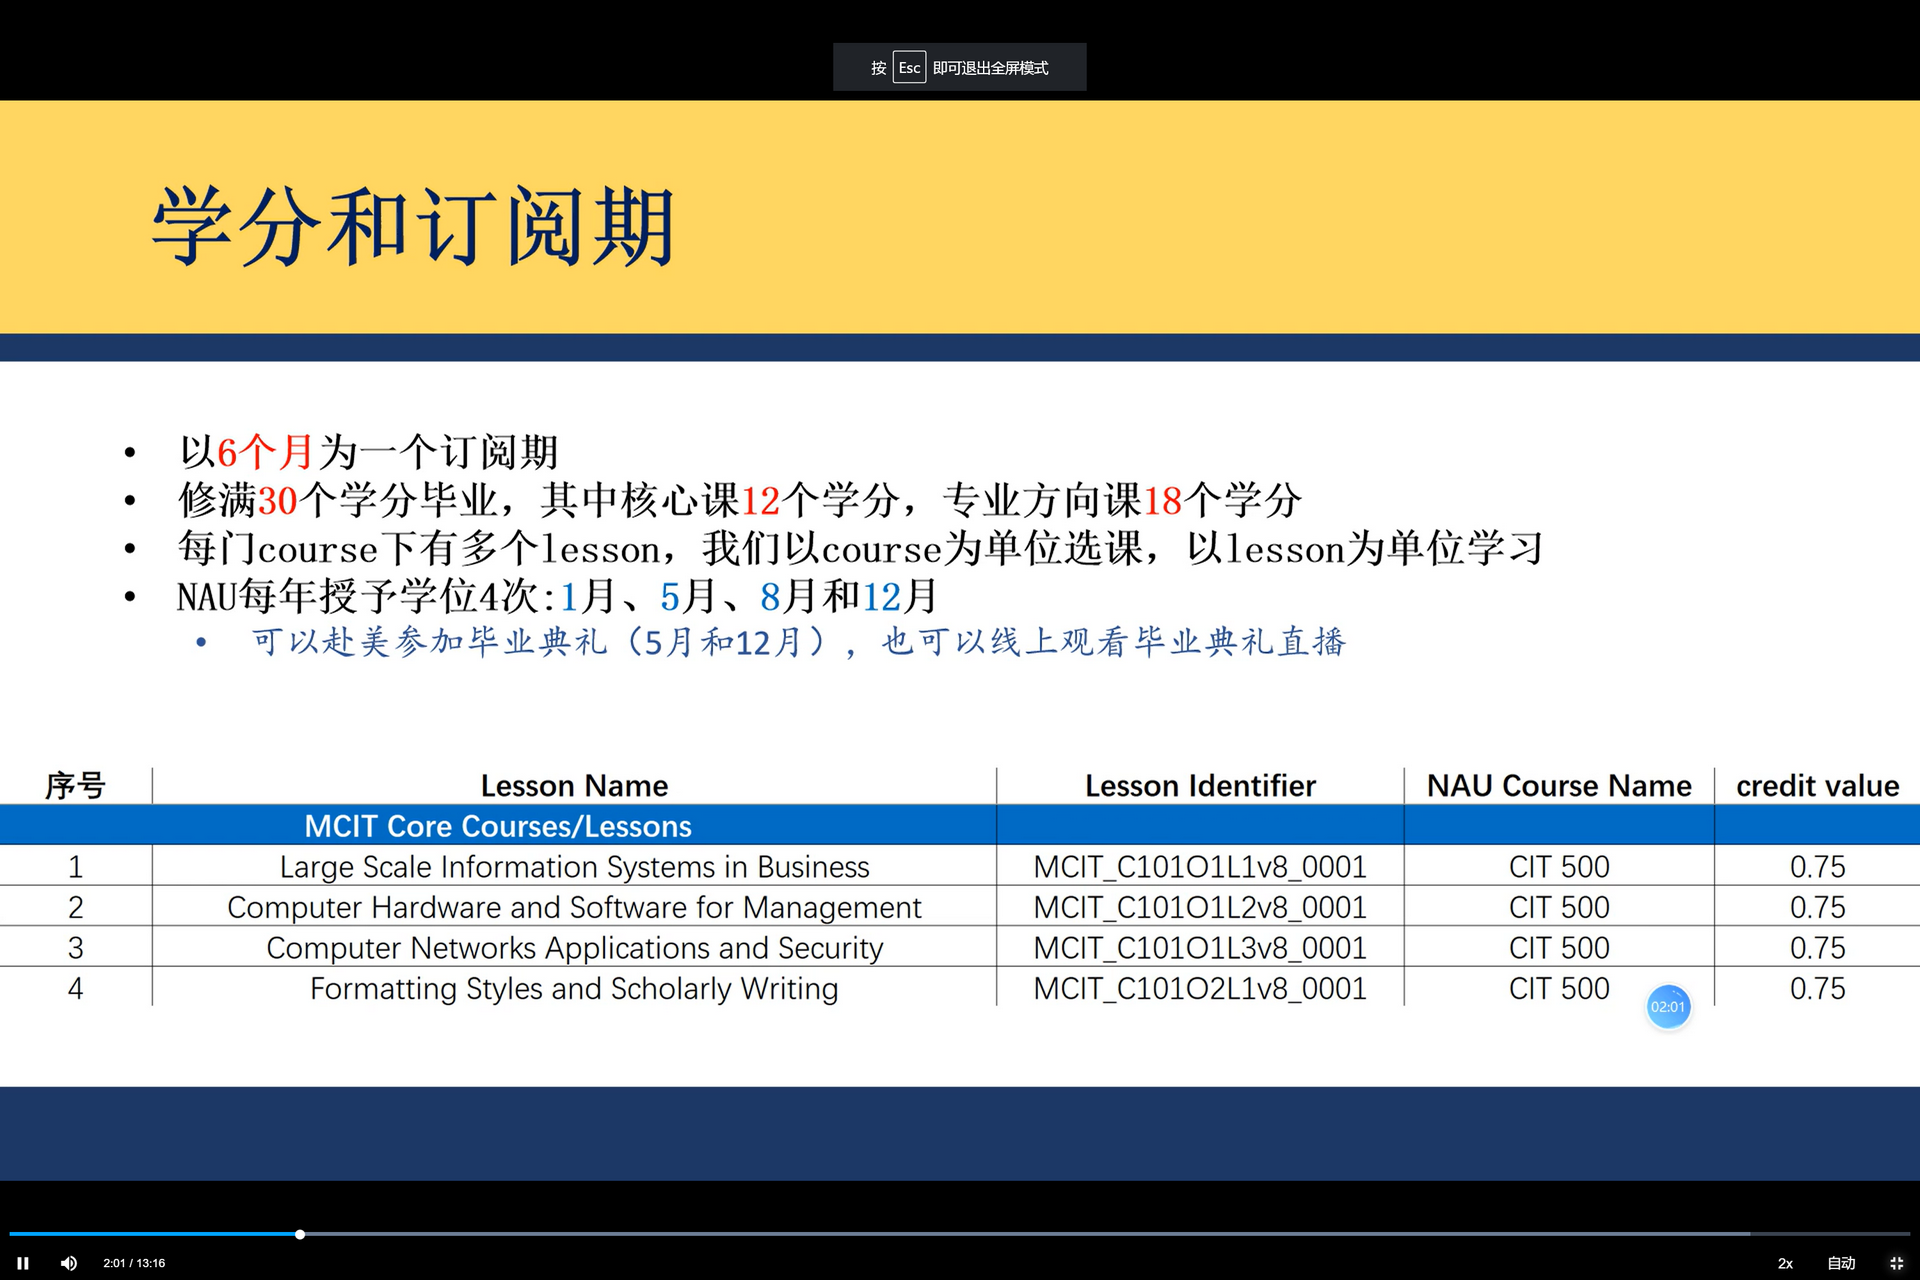 按 Esc 即可退出全屏模式
学分和订阅期
• 以6个月为一个订阅期
• 修满30个学分毕业，其中核心课12个学分，专业方向课18个学分
• 每门course下有多个lesson，我们以course为单位选课，以lesson为单位学习
• NAU每年授予学位4次:1月、5月、8月和12月
• 可以赴美参加毕业典礼（5月和12月），也可以线上观看毕业典礼直播
序号 Lesson Name Lesson Identifier NAU Course Name credit value
MCIT Core Courses/Lessons
1 Large Scale Information Systems in Business MCIT_C101O1L1v8_0001 CIT 500 0.75
2 Computer Hardware and Software for Management MCIT_C101O1L2v8_0001 CIT 500 0.75
3 Computer Networks Applications and Security MCIT_C101O1L3v8_0001 CIT 500 0.75
4 Formatting Styles and Scholarly Writing MCIT_C101O2L1v8_0001 CIT 500 0.75
02:01
2:01 / 13:16 2x 自动